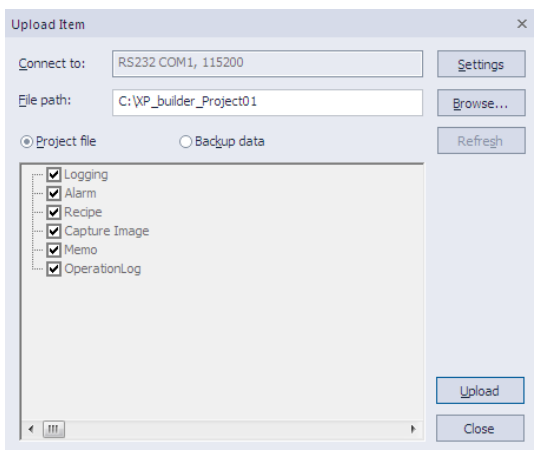 Upload Item
Connect to: RS232 COM1, 115200 Settings
File path: C:\XP_builder_Project01 Browse...
Project file Backup data Refresh
Logging
Alarm
Recipe
Capture Image
Memo
OperationLog
Upload
Close